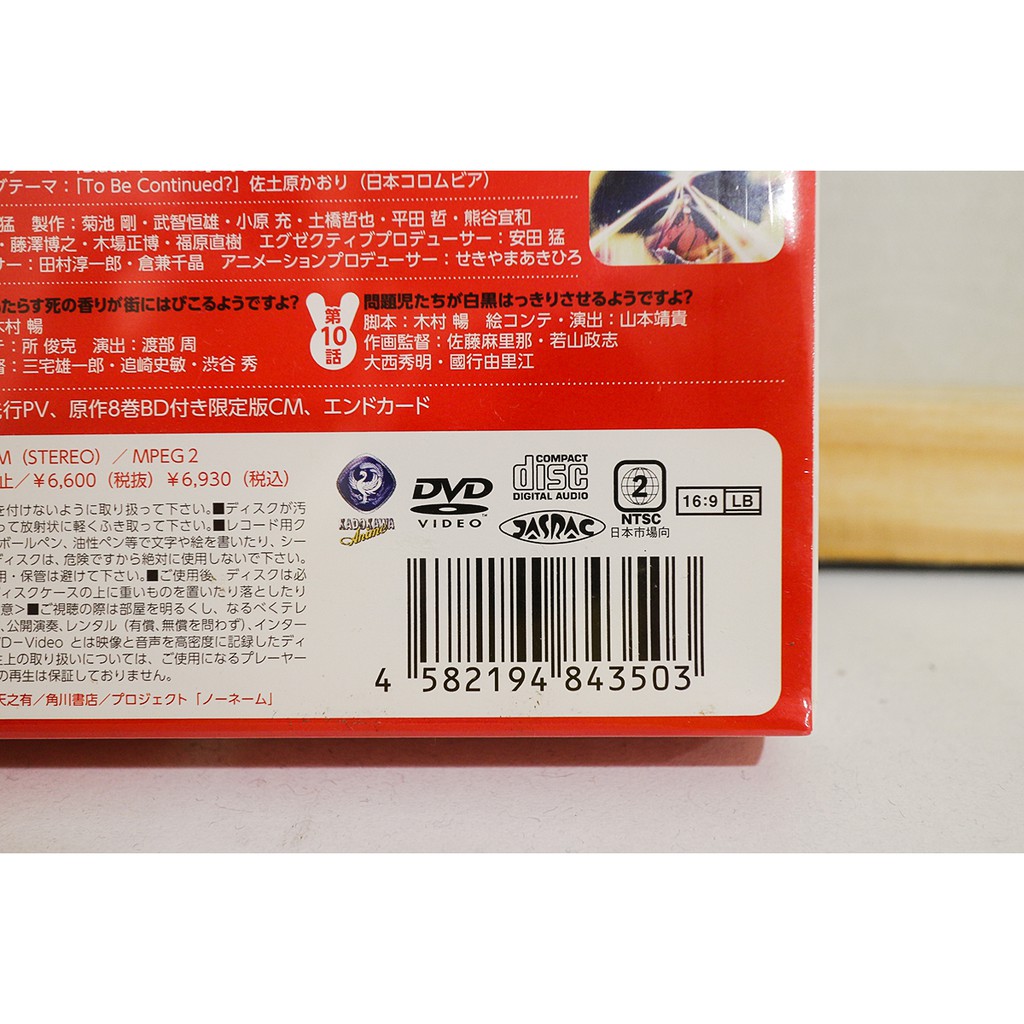 グテーマ：「To Be Continued?」佐土原かおり（日本コロムビア）
猛　製作：菊池 剛・武智恒雄・小原 充・土橋哲也・平田 哲・熊谷宜和
・藤澤博之・木場正博・福原直樹　エグゼクティブプロデューサー：安田 猛
サー：田村淳一郎・倉兼千晶　アニメーションプロデューサー：せきやまあきひろ
たらす死の香りが街にはびこるようですよ?
木村 暢
テ：所 俊克　演出：渡部 周
督：三宅雄一郎・追崎史敏・渋谷 秀
第10話
問題児たちが白黒はっきりさせるようですよ?
脚本：木村 暢　絵コンテ・演出：山本靖貴
作画監督：佐藤麻里那・若山政志
大西秀明・國行由里江
先行PV、原作8巻BD付き限定版CM、エンドカード
M（STEREO）／MPEG 2
止／￥6,600（税抜）￥6,930（税込）
を付けないように取り扱って下さい。■ディスクが汚
って放射状に軽くふき取って下さい。■レコード用ク
ボールペン、油性ペン等で文字や絵を書いたり、シー
ディスクは、危険ですから絶対に使用しないで下さい。
用・保管は避けて下さい。■ご使用後、ディスクは必
ディスクケースの上に重いものを置いたり落としたり
意＞■ご視聴の際は部屋を明るくし、なるべくテレ
、公開演奏、レンタル（有償、無償を問わず）、インター
VD−Video とは映像と音声を高密度に記録したディ
生上の取り扱いについては、ご使用になるプレーヤー
の再生は保証しておりません。
天之有／角川書店／プロジェクト「ノーネーム」
KADOKAWA
Anime
DVD
VIDEO
COMPACT
disc
DIGITAL AUDIO
JASRAC
2
NTSC
日本市場向
16:9 LB
4 582194 843503